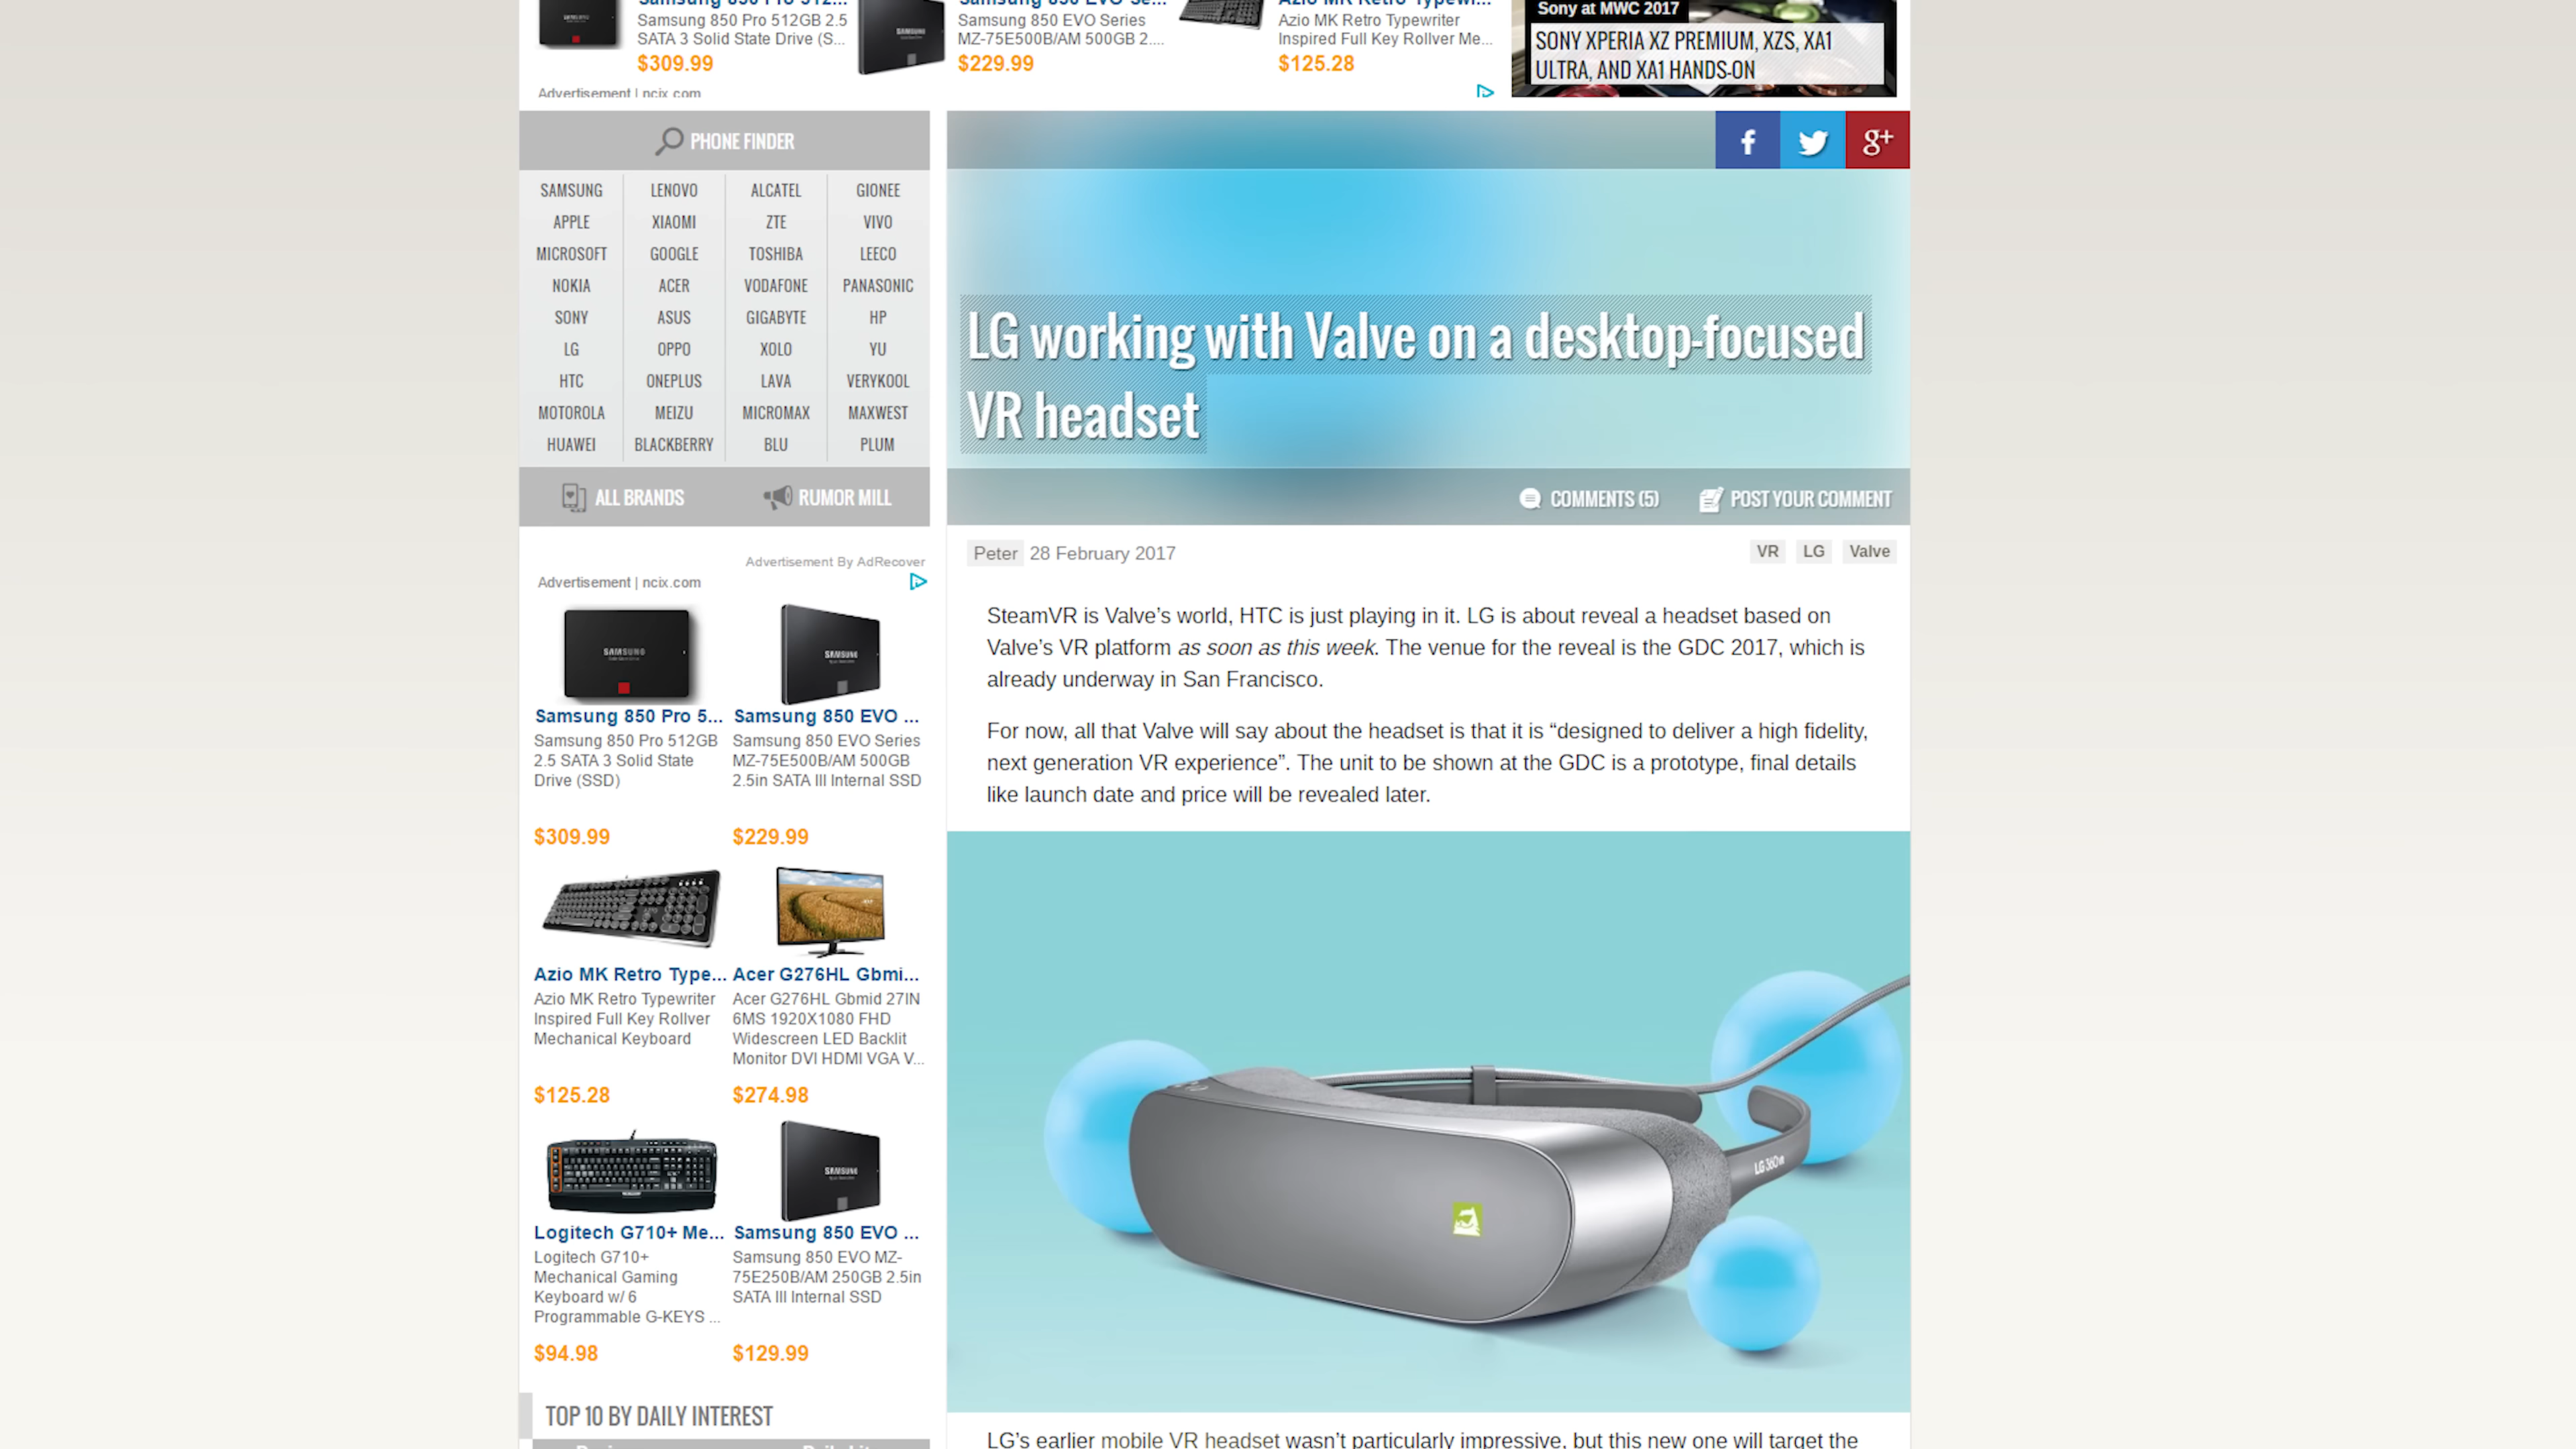 Samsung 850 Pro 512GB 2.5
SATA 3 Solid State Drive (S...
$309.99
Samsung 850 EVO Series
MZ-75E500B/AM 500GB 2....
$229.99
Azio MK Retro Typewriter
Inspired Full Key Rollver Me...
$125.28
Advertisement | ncix.com
Sony at MWC 2017
SONY XPERIA XZ PREMIUM, XZS, XA1
ULTRA, AND XA1 HANDS-ON
PHONE FINDER
SAMSUNG LENOVO ALCATEL GIONEE
APPLE XIAOMI ZTE VIVO
MICROSOFT GOOGLE TOSHIBA LEECO
NOKIA ACER VODAFONE PANASONIC
SONY ASUS GIGABYTE HP
LG OPPO XOLO YU
HTC ONEPLUS LAVA VERYKOOL
MOTOROLA MEIZU MICROMAX MAXWEST
HUAWEI BLACKBERRY BLU PLUM
ALL BRANDS RUMOR MILL
Advertisement By AdRecover
Advertisement | ncix.com
SAMSUNG
SAMSUNG
Samsung 850 Pro 5...
Samsung 850 Pro 512GB
2.5 SATA 3 Solid State
Drive (SSD)
$309.99
Samsung 850 EVO ...
Samsung 850 EVO Series
MZ-75E500B/AM 500GB
2.5in SATA III Internal SSD
$229.99
Azio MK Retro Type...
Azio MK Retro Typewriter
Inspired Full Key Rollver
Mechanical Keyboard
$125.28
Acer G276HL Gbmi...
Acer G276HL Gbmid 27IN
6MS 1920X1080 FHD
Widescreen LED Backlit
Monitor DVI HDMI VGA V...
$274.98
SAMSUNG
Logitech G710+ Me...
Logitech G710+
Mechanical Gaming
Keyboard w/ 6
Programmable G-KEYS ...
$94.98
Samsung 850 EVO ...
Samsung 850 EVO MZ-
75E250B/AM 250GB 2.5in
SATA III Internal SSD
$129.99
TOP 10 BY DAILY INTEREST
f
g+
LG working with Valve on a desktop-focused
VR headset
COMMENTS (5) POST YOUR COMMENT
Peter 28 February 2017
VR LG Valve
SteamVR is Valve’s world, HTC is just playing in it. LG is about reveal a headset based on
Valve’s VR platform as soon as this week. The venue for the reveal is the GDC 2017, which is
already underway in San Francisco.
For now, all that Valve will say about the headset is that it is “designed to deliver a high fidelity,
next generation VR experience”. The unit to be shown at the GDC is a prototype, final details
like launch date and price will be revealed later.
LG 360 VR
LG’s earlier mobile VR headset wasn’t particularly impressive, but this new one will target the